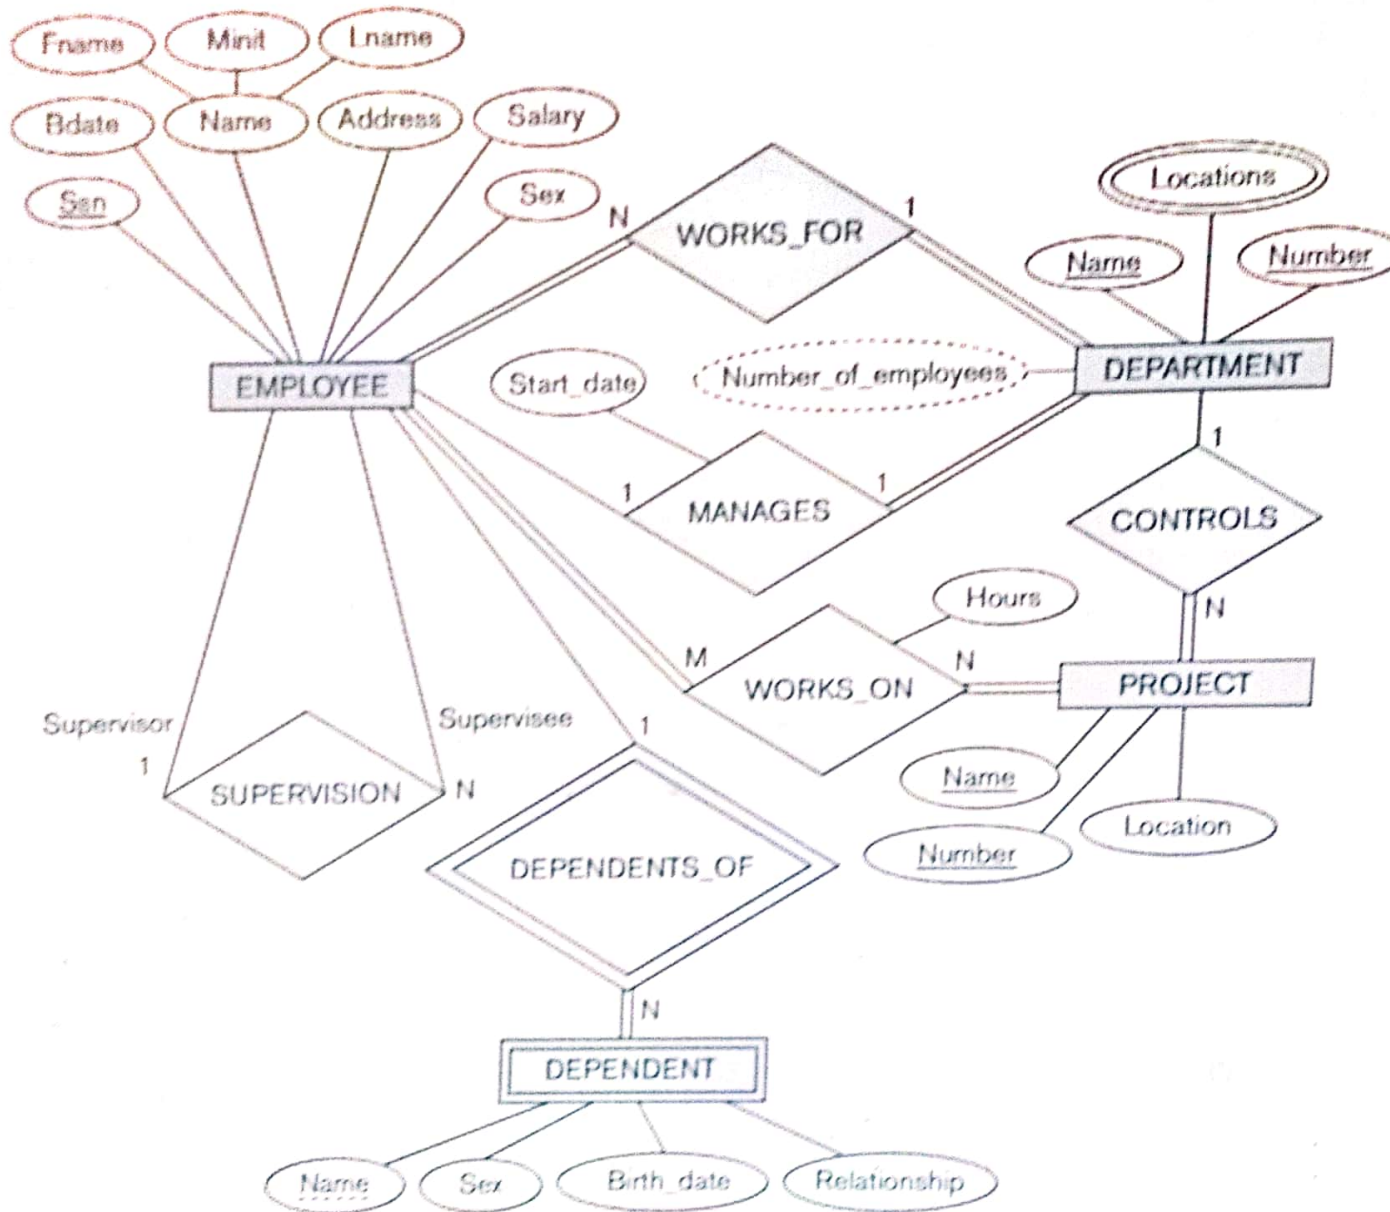 Fname Minit Lname
Bdate Name Address Salary
Ssn Sex
N WORKS_FOR 1
Locations
Name Number
EMPLOYEE
Start_date
Number_of_employees
DEPARTMENT
1 MANAGES 1
1
CONTROLS
N
Hours
M WORKS_ON N
PROJECT
Supervisor
1
Supervisee
SUPERVISION N
1
Name
Number
Location
DEPENDENTS_OF
N
DEPENDENT
Name Sex Birth_date Relationship